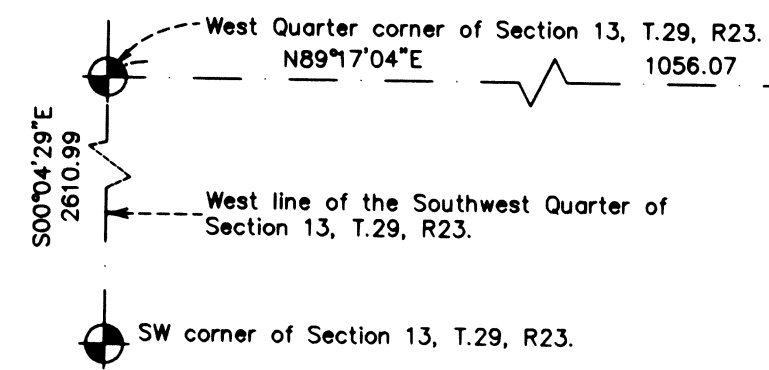 West Quarter corner of Section 13, T.29, R23.
N89°17'04"E
1056.07
S00°04'29"E
2610.99
West line of the Southwest Quarter of
Section 13, T.29, R23.
SW corner of Section 13, T.29, R23.